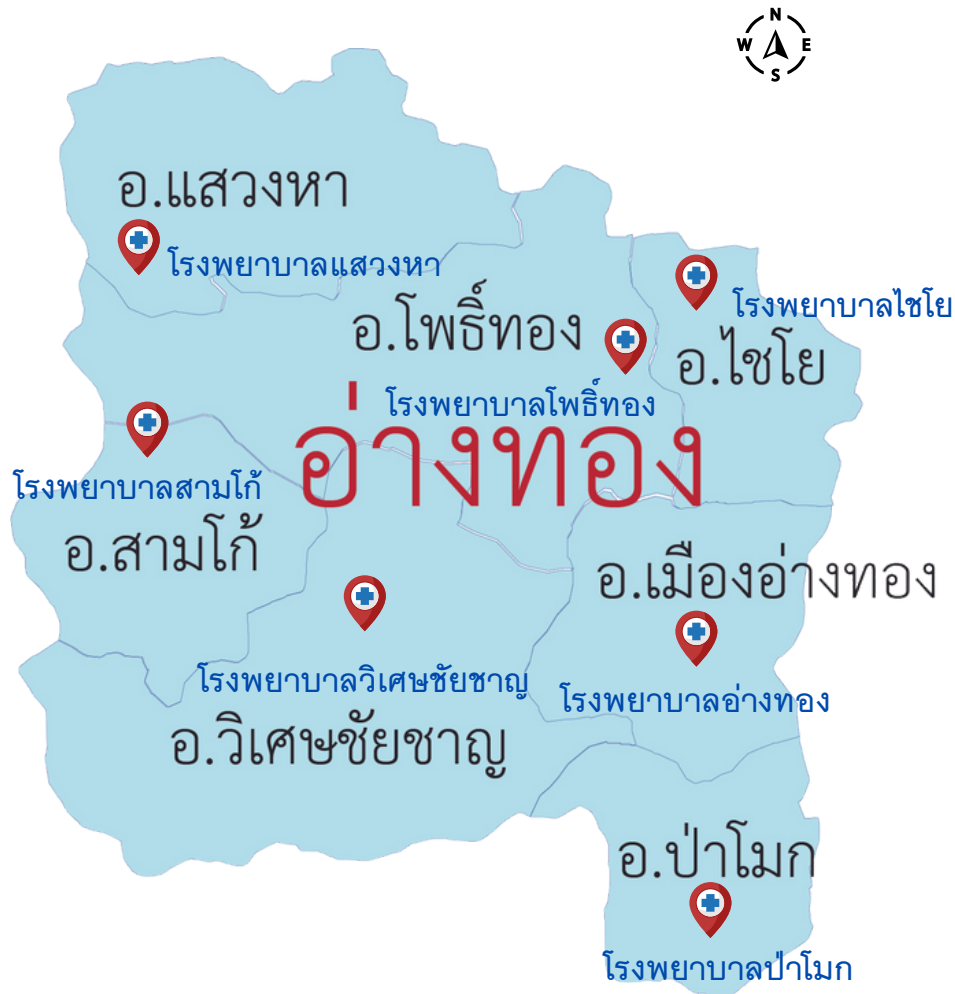 N
W E
S
อ.แสวงหา
โรงพยาบาลแสวงหา
โรงพยาบาลไชโย
อ.โพธิ์ทอง
อ.ไชโย
โรงพยาบาลโพธิ์ทอง
อ่างทอง
โรงพยาบาลสามโก้
อ.สามโก้
อ.เมืองอ่างทอง
โรงพยาบาลวิเศษชัยชาญ
โรงพยาบาลอ่างทอง
อ.วิเศษชัยชาญ
อ.ป่าโมก
โรงพยาบาลป่าโมก